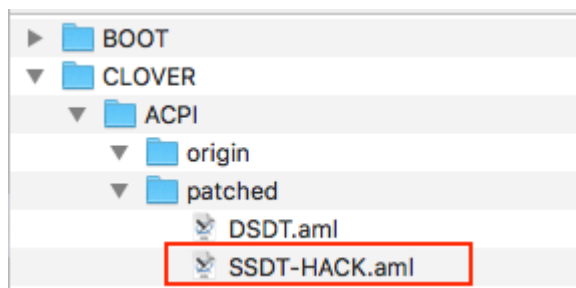 BOOT
CLOVER
ACPI
origin
patched
DSDT.aml
SSDT-HACK.aml